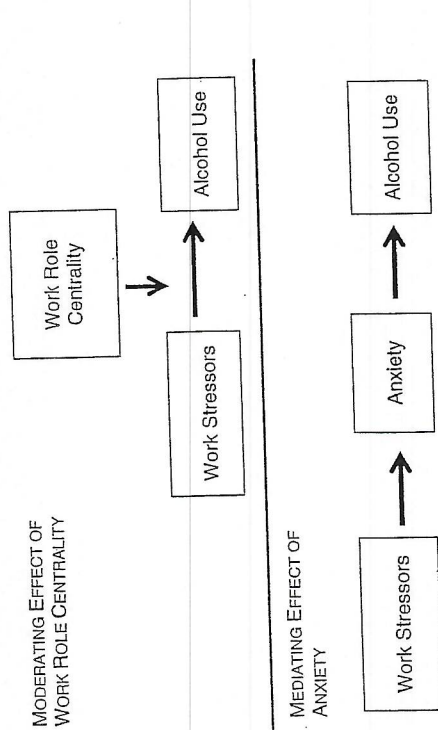 MODERATING EFFECT OF
WORK ROLE CENTRALITY
Work Role
Centrality
Work Stressors
Alcohol Use
MEDIATING EFFECT OF
ANXIETY
Work Stressors
Anxiety
Alcohol Use